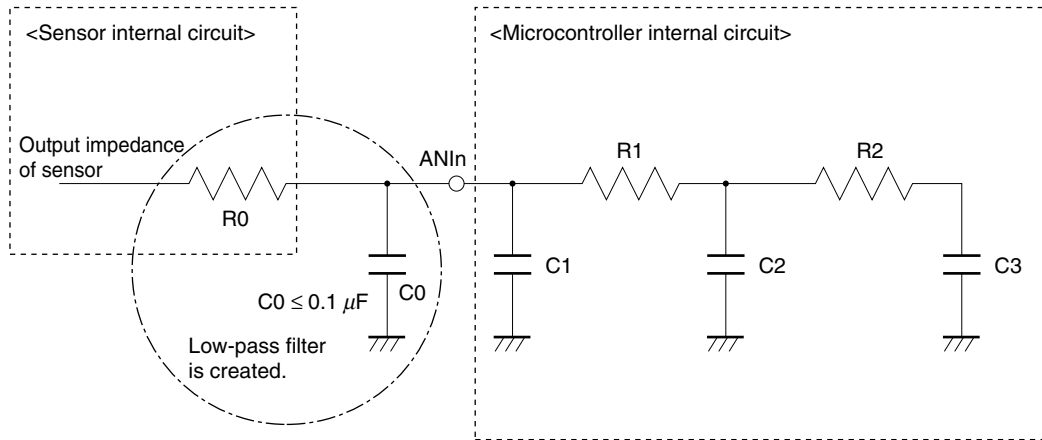 <Sensor internal circuit>
<Microcontroller internal circuit>
Output impedance
of sensor
ANIn
R0
R1
R2
C0 ≤ 0.1 μF
C0
C1
C2
C3
Low-pass filter
is created.